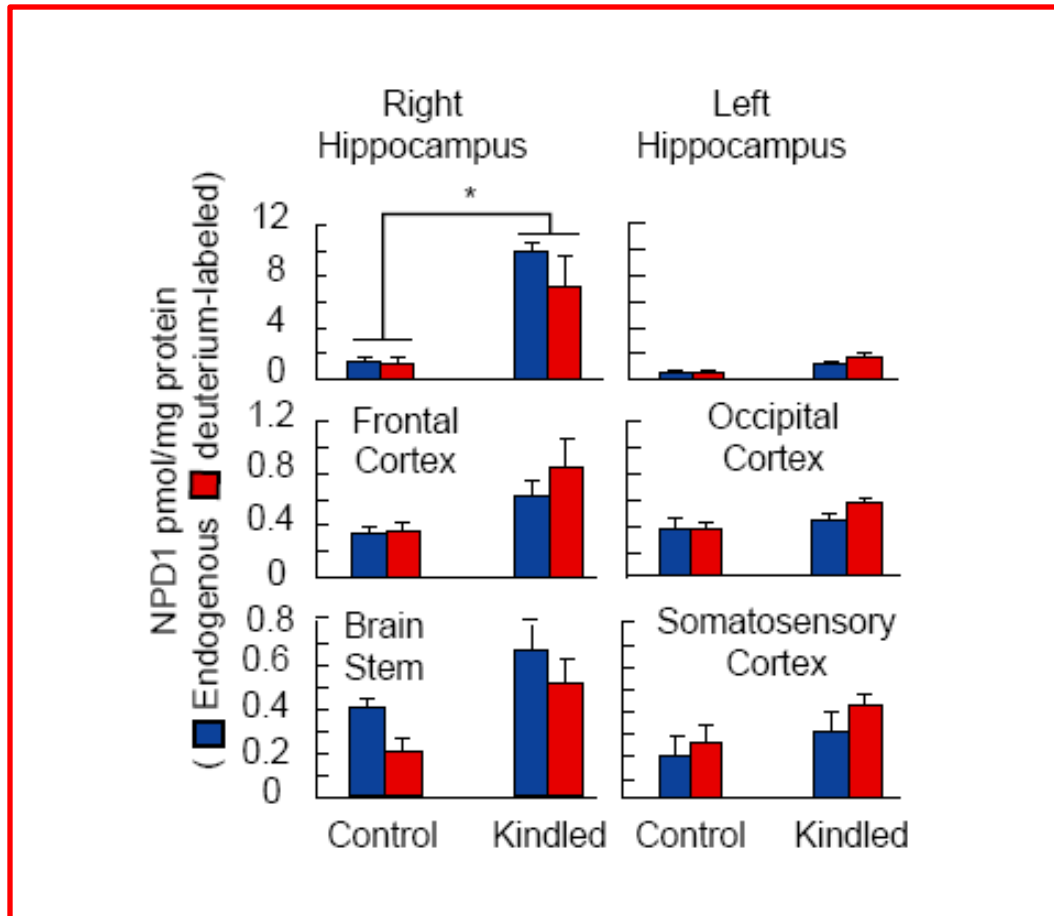 Right
Hippocampus
Left
Hippocampus
*
NPD1 pmol/mg protein
( Endogenous deuterium-labeled)
12
8
4
0
Frontal
Cortex
Occipital
Cortex
1.2
0.8
0.4
0
Brain
Stem
Somatosensory
Cortex
0.8
0.6
0.4
0.2
0
Control Kindled Control Kindled